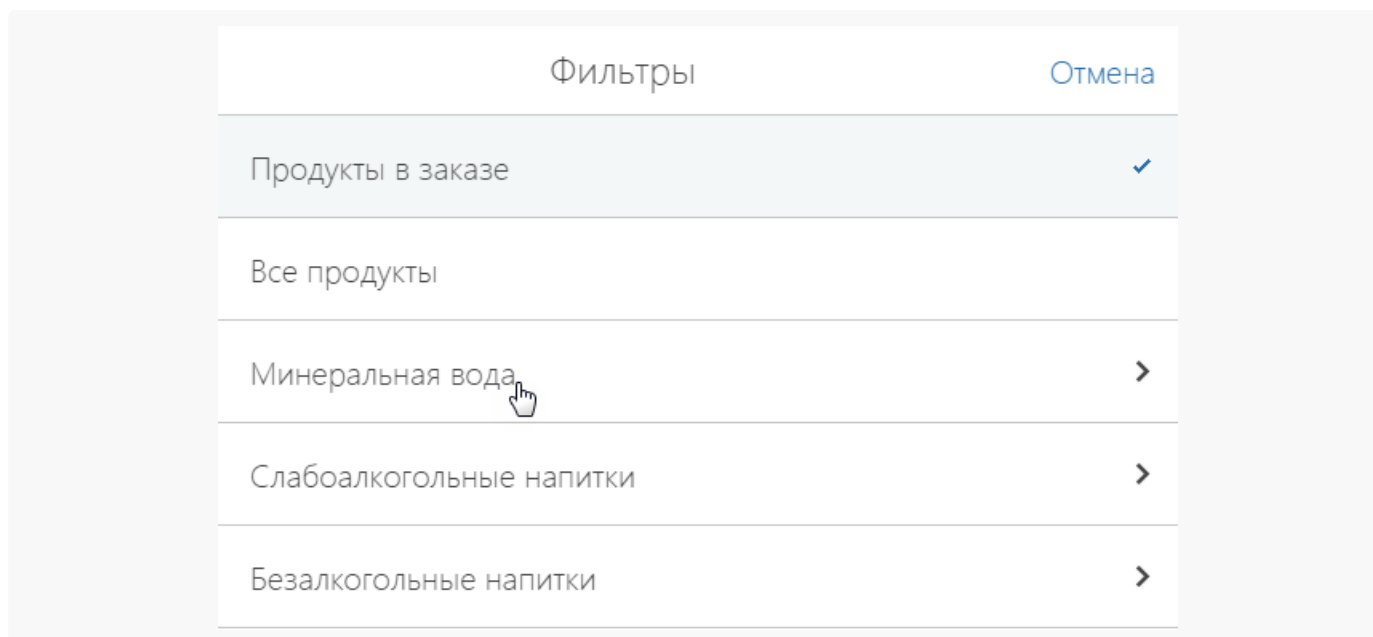 Фильтры Отмена
Продукты в заказе
Все продукты
Минеральная вода
Слабоалкогольные напитки
Безалкогольные напитки